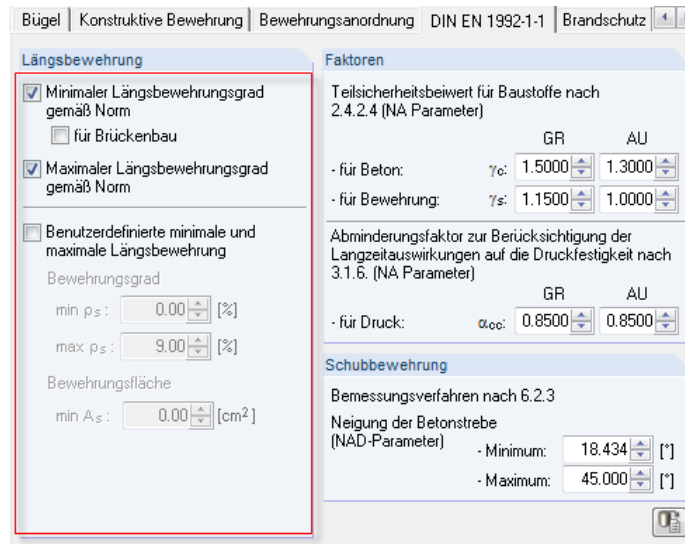 Bügel
Konstruktive Bewehrung
Bewehrungsanordnung
DIN EN 1992-1-1
Brandschutz
Längsbewehrung
Minimaler Längsbewehrungsgrad
gemäß Norm
für Brückenbau
Maximaler Längsbewehrungsgrad
gemäß Norm
Benutzerdefinierte minimale und
maximale Längsbewehrung
Bewehrungsgrad
min ρs: 0.00 [%]
max ρs: 9.00 [%]
Bewehrungsfläche
min As: 0.00 [cm²]
Faktoren
Teilsicherheitsbeiwert für Baustoffe nach
2.4.2.4 (NA Parameter)
GR AU
- für Beton: γc: 1.5000 1.3000
- für Bewehrung: γs: 1.1500 1.0000
Abminderungsfaktor zur Berücksichtigung der
Langzeitauswirkungen auf die Druckfestigkeit nach
3.1.6. (NA Parameter)
GR AU
- für Druck: αcc: 0.8500 0.8500
Schubbewehrung
Bemessungsverfahren nach 6.2.3
Neigung der Betonstrebe
(NAD-Parameter)
- Minimum: 18.434 [°]
- Maximum: 45.000 [°]